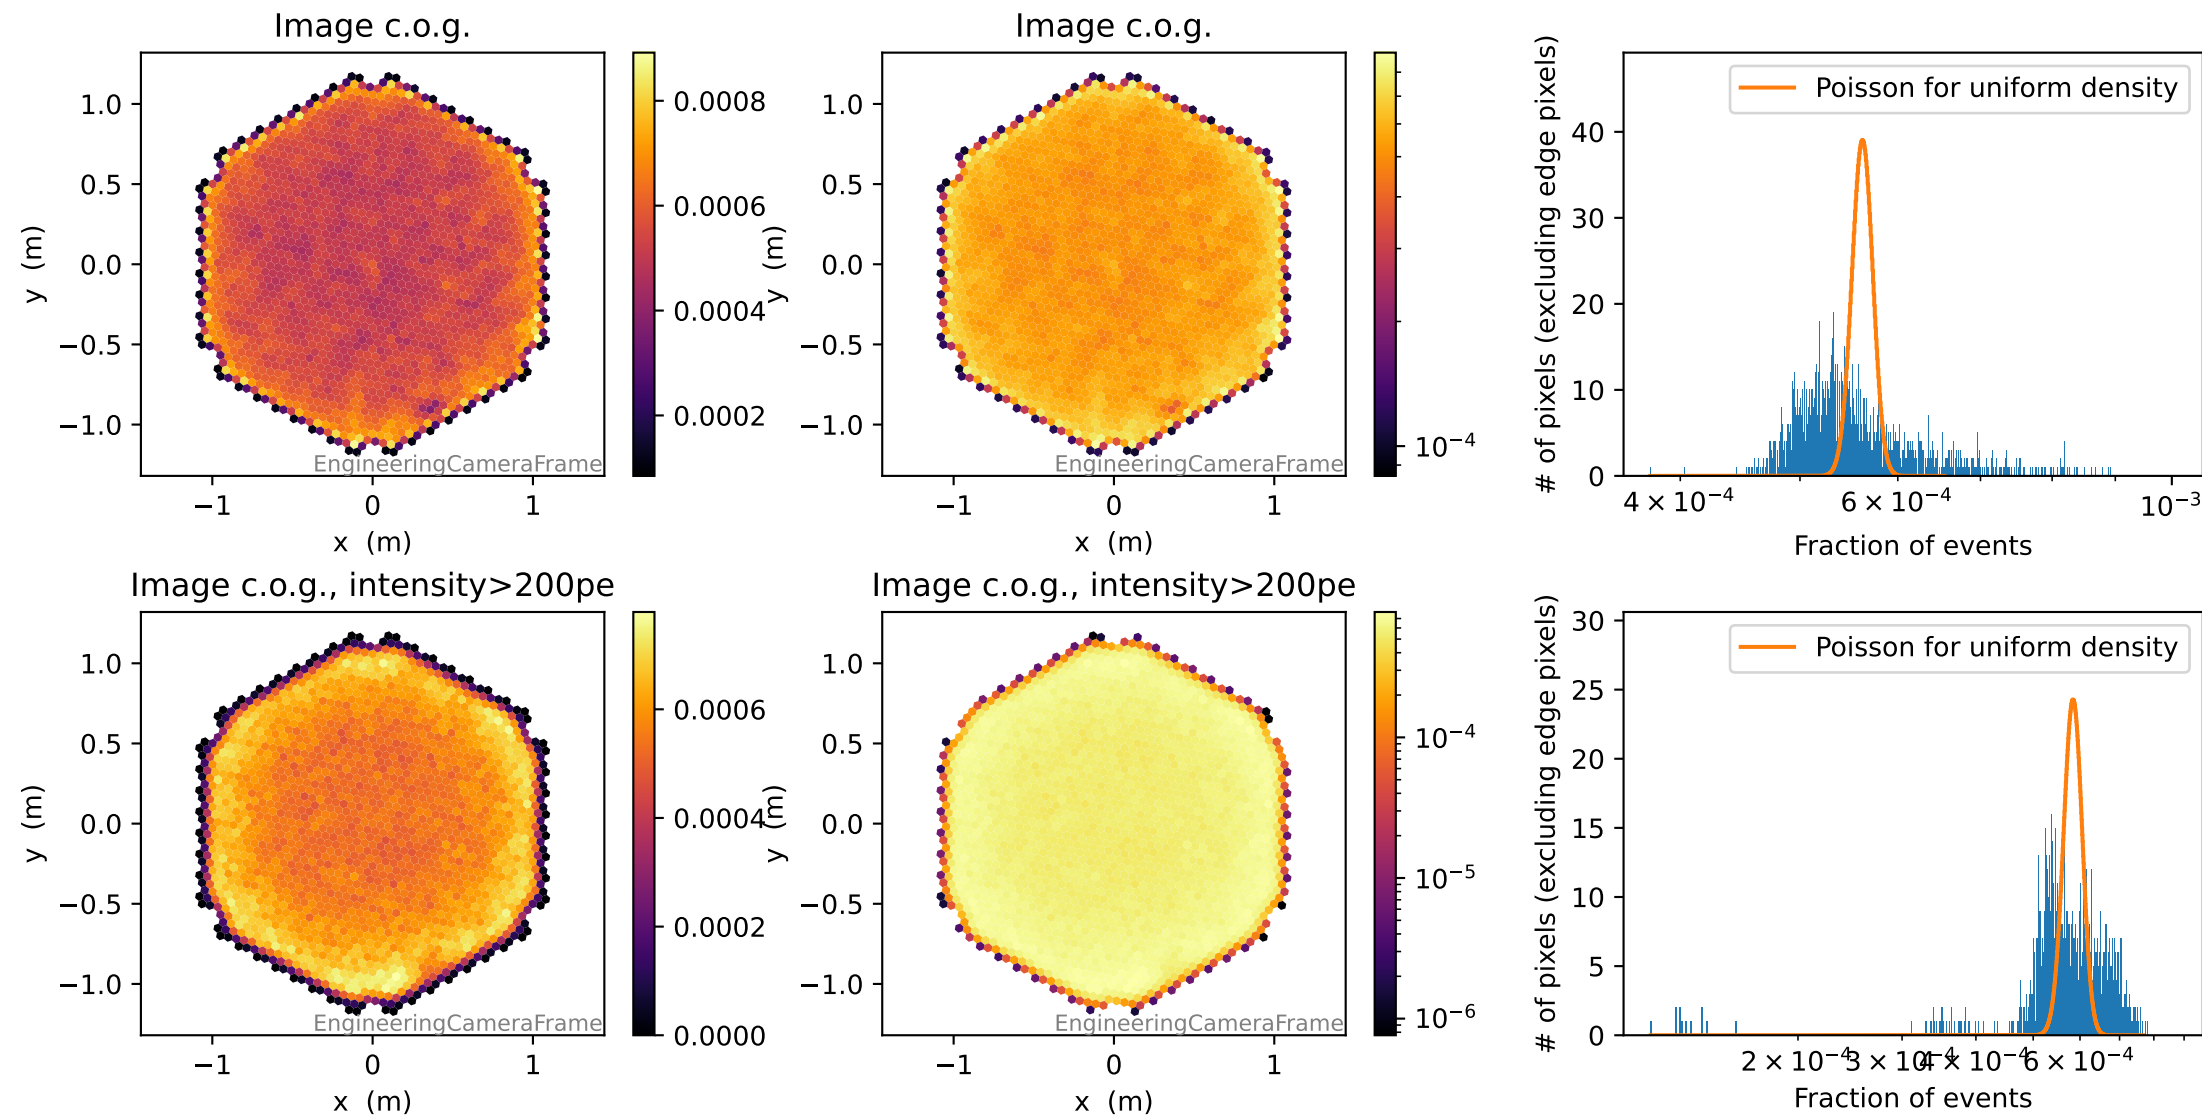 Image c.o.g.
1.0
0.5
0.0
−0.5
−1.0
y (m)
−1
0
1
x (m)
EngineeringCameraFrame
0.0008
0.0006
0.0004
0.0002
Image c.o.g.
1.0
0.5
0.0
−0.5
−1.0
y (m)
−1
0
1
x (m)
EngineeringCameraFrame
10⁻⁴
# of pixels (excluding edge pixels)
40
30
20
10
0
Poisson for uniform density
4 × 10⁻⁴
6 × 10⁻⁴
10⁻³
Fraction of events
Image c.o.g., intensity>200pe
1.0
0.5
0.0
−0.5
−1.0
y (m)
−1
0
1
x (m)
EngineeringCameraFrame
0.0006
0.0004
0.0002
0.0000
Image c.o.g., intensity>200pe
1.0
0.5
0.0
−0.5
−1.0
y (m)
−1
0
1
x (m)
EngineeringCameraFrame
10⁻⁴
10⁻⁵
10⁻⁶
# of pixels (excluding edge pixels)
30
25
20
15
10
5
0
Poisson for uniform density
2 × 10⁻⁴
3 × 10⁻⁴
4 × 10⁻⁴
6 × 10⁻⁴
Fraction of events